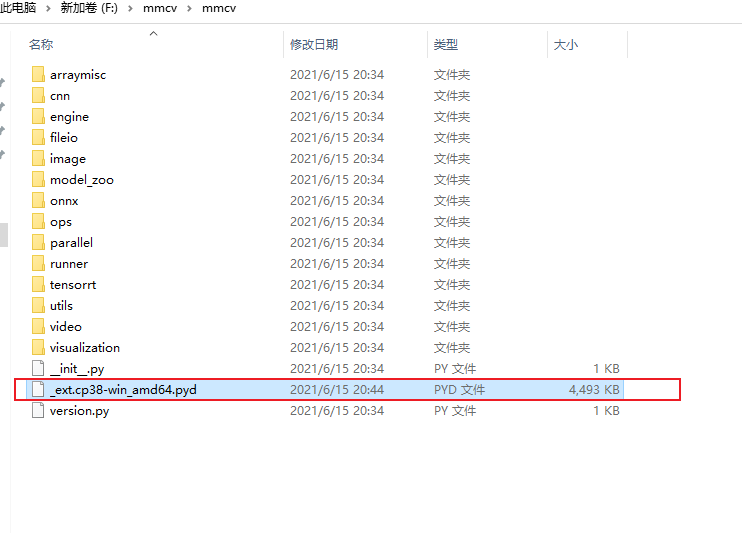 此电脑 > 新加卷 (F:) > mmcv > mmcv
名称 修改日期 类型 大小
arraymisc 2021/6/15 20:34 文件夹
cnn 2021/6/15 20:34 文件夹
engine 2021/6/15 20:34 文件夹
fileio 2021/6/15 20:34 文件夹
image 2021/6/15 20:34 文件夹
model_zoo 2021/6/15 20:34 文件夹
onnx 2021/6/15 20:34 文件夹
ops 2021/6/15 20:34 文件夹
parallel 2021/6/15 20:34 文件夹
runner 2021/6/15 20:34 文件夹
tensorrt 2021/6/15 20:34 文件夹
utils 2021/6/15 20:34 文件夹
video 2021/6/15 20:34 文件夹
visualization 2021/6/15 20:34 文件夹
__init__.py 2021/6/15 20:34 PY 文件 1 KB
_ext.cp38-win_amd64.pyd 2021/6/15 20:44 PYD 文件 4,493 KB
version.py 2021/6/15 20:34 PY 文件 1 KB